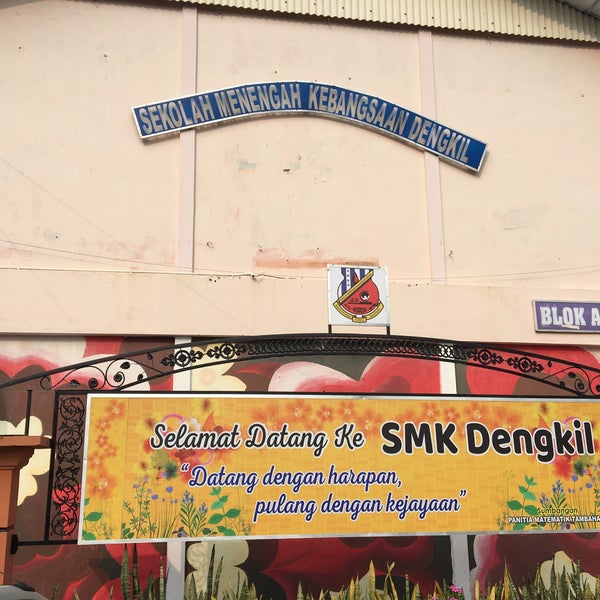 SEKOLAH MENENGAH KEBANGSAAN DENGKIL
BLOK A
Selamat Datang Ke SMK Dengkil
"Datang dengan harapan,
pulang dengan kejayaan"
Sumbangan
PANITIA MATEMATIK TAMBAHA